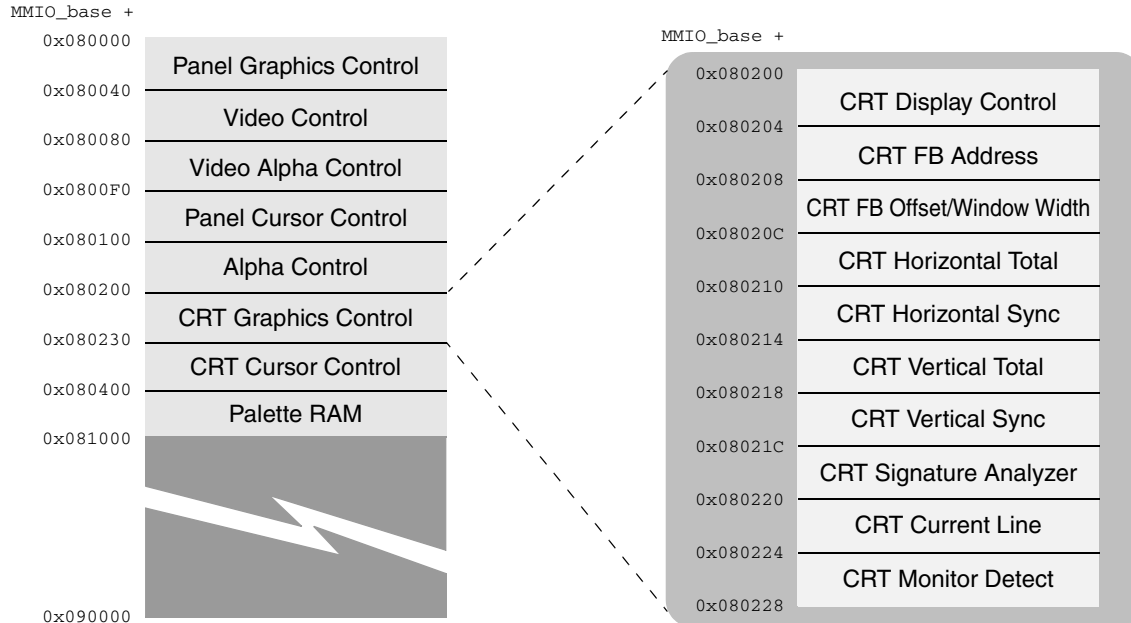 MMIO_base +
0x080000
Panel Graphics Control
0x080040
Video Control
0x080080
Video Alpha Control
0x0800F0
Panel Cursor Control
0x080100
Alpha Control
0x080200
CRT Graphics Control
0x080230
CRT Cursor Control
0x080400
Palette RAM
0x081000
0x090000
MMIO_base +
0x080200
CRT Display Control
0x080204
CRT FB Address
0x080208
CRT FB Offset/Window Width
0x08020C
CRT Horizontal Total
0x080210
CRT Horizontal Sync
0x080214
CRT Vertical Total
0x080218
CRT Vertical Sync
0x08021C
CRT Signature Analyzer
0x080220
CRT Current Line
0x080224
CRT Monitor Detect
0x080228